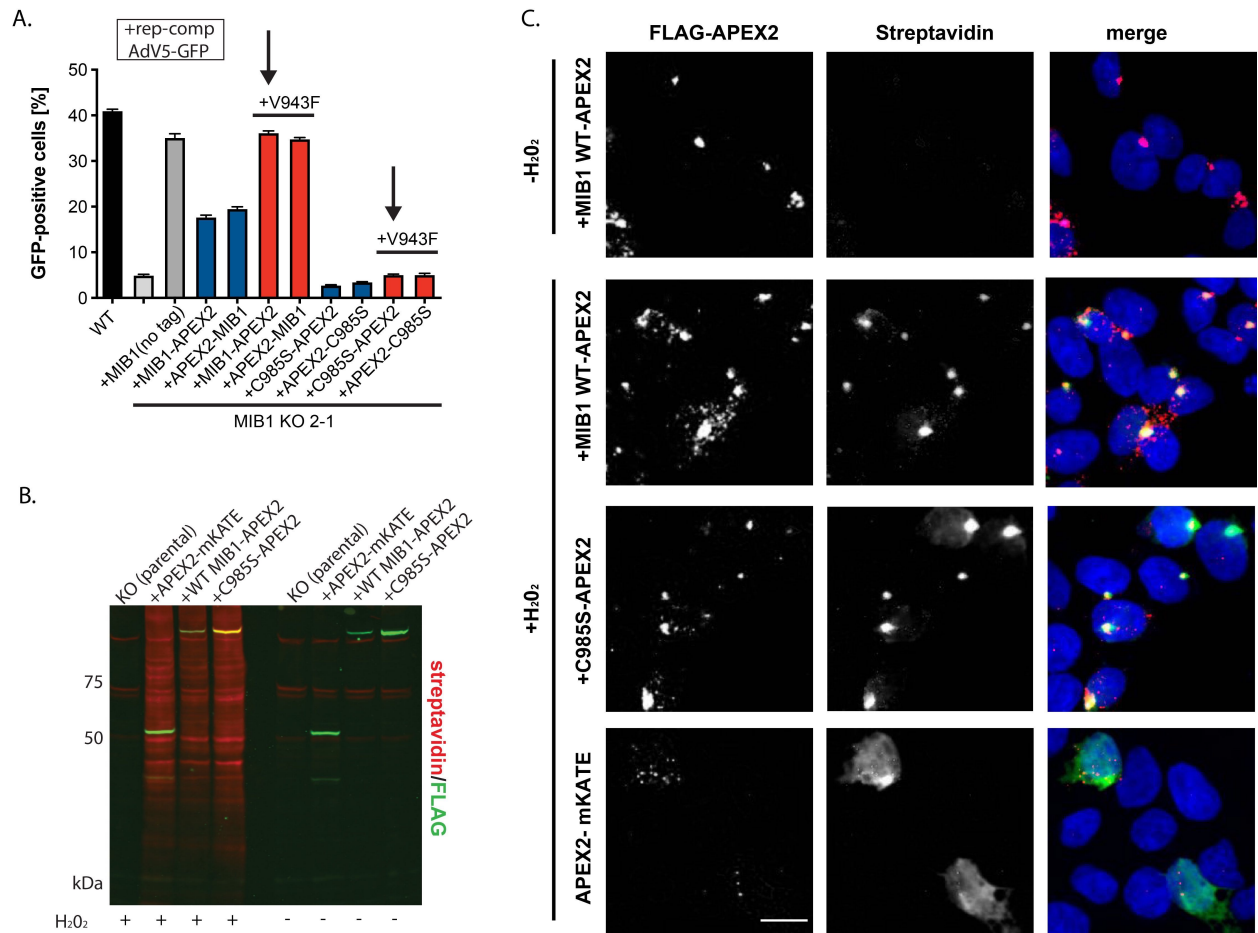 A.
+rep-comp
AdV5-GFP
GFP-positive cells [%]
50
40
30
20
10
0
+V943F
+V943F
WT
+MIB1(no tag)
+MIB1-APEX2
+APEX2-MIB1
+MIB1-APEX2
+APEX2-MIB1
+C985S-APEX2
+APEX2-C985S
+C985S-APEX2
+APEX2-C985S
MIB1 KO 2-1
B.
KO (parental)
+APEX2-mKATE
+WT MIB1-APEX2
+C985S-APEX2
KO (parental)
+APEX2-mKATE
+WT MIB1-APEX2
+C985S-APEX2
75
50
kDa
streptavidin/FLAG
H₂O₂ + + + + - - - -
C.
FLAG-APEX2 Streptavidin merge
-H₂O₂
+MIB1 WT-APEX2
+H₂O₂
+MIB1 WT-APEX2
+C985S-APEX2
APEX2- mKATE